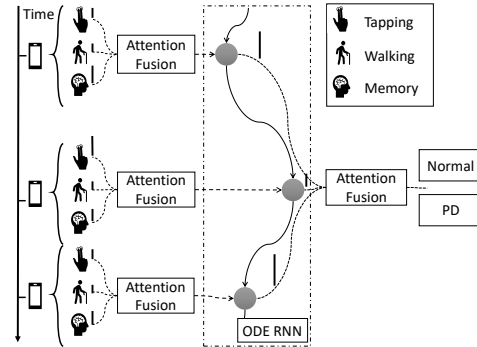 Time
Tapping
Walking
Memory
Attention
Fusion
Attention
Fusion
Attention
Fusion
Normal
PD
Attention
Fusion
ODE RNN